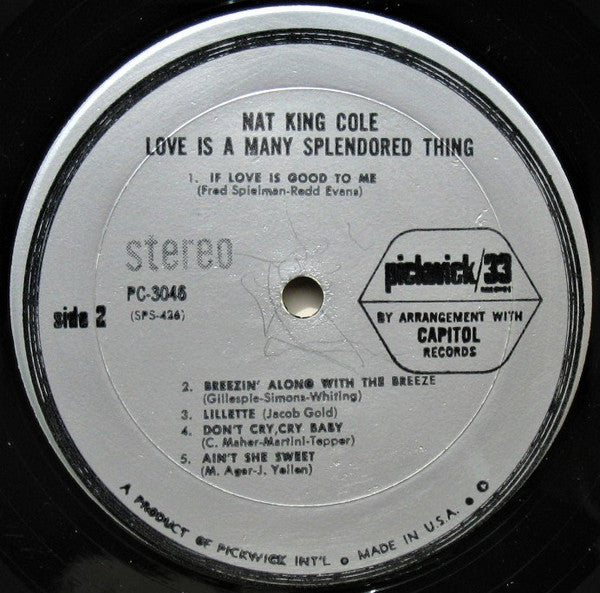 NAT KING COLE
LOVE IS A MANY SPLENDORED THING
1. IF LOVE IS GOOD TO ME
(Fred Spielman-Redd Evans)
stereo
PC-3046
(SPS-426)
side 2
pickwick/33
RECORDS
BY ARRANGEMENT WITH
CAPITOL
RECORDS
2. BREEZIN' ALONG WITH THE BREEZE
(Gillespie-Simons-Whiting)
3. LILLETTE (Jacob Gold)
4. DON'T CRY,CRY BABY
(C. Maher-Martini-Tepper)
5. AIN'T SHE SWEET
(M. Ager-J. Yellen)
A PRODUCT OF PICKWICK INT'L • MADE IN U.S.A. • ©